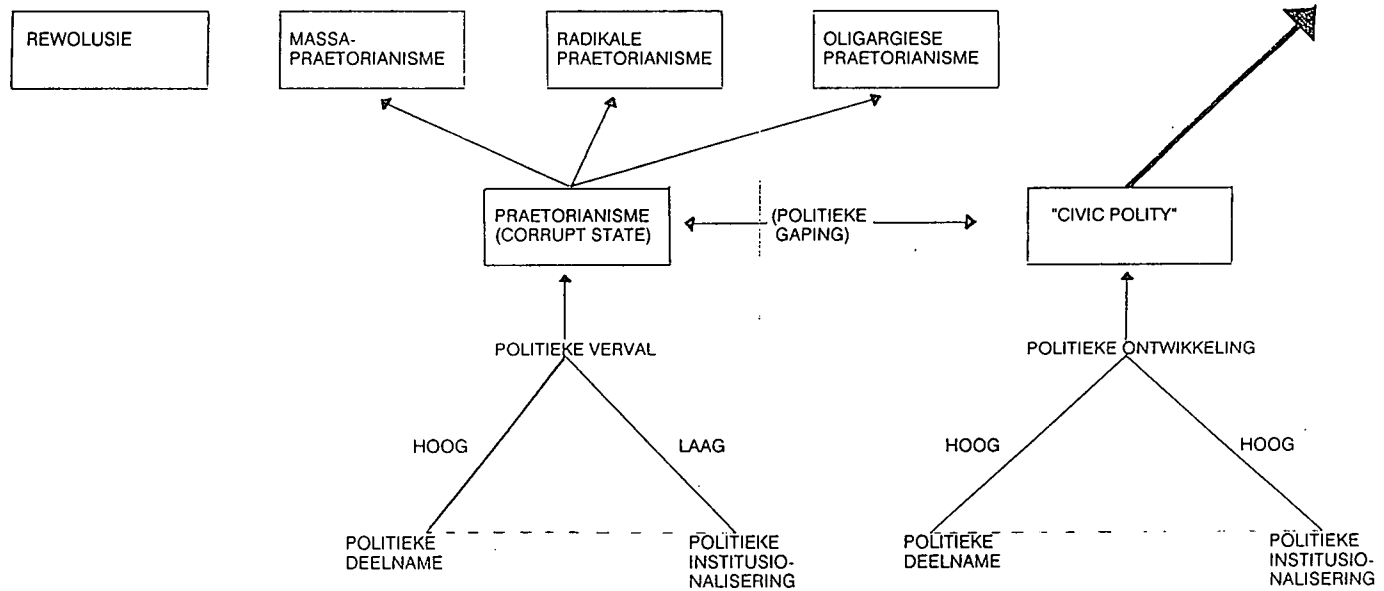 REWOLUSIE
MASSA-
PRAETORIANISME
RADIKALE
PRAETORIANISME
OLIGARGIESE
PRAETORIANISME
PRAETORIANISME
(CORRUPT STATE)
(POLITIEKE
GAPING)
"CIVIC POLITY"
POLITIEKE VERVAL
POLITIEKE ONTWIKKELING
HOOG
LAAG
HOOG
HOOG
POLITIEKE
DEELNAME
POLITIEKE
INSTITUSIO-
NALISERING
POLITIEKE
DEELNAME
POLITIEKE
INSTITUSIO-
NALISERING